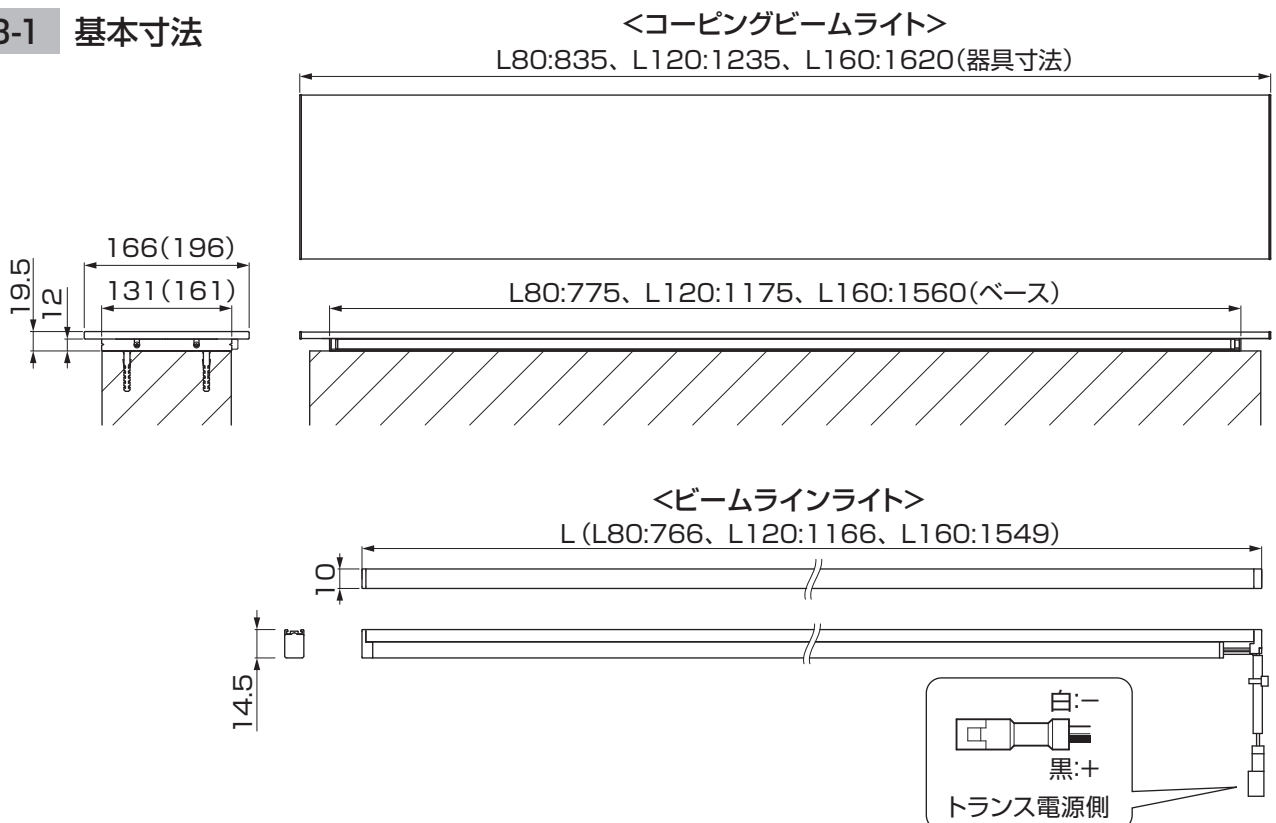 3-1 基本寸法
<コーピングビームライト>
L80:835、L120:1235、L160:1620(器具寸法)
166(196)
131(161)
19.5
12
L80:775、L120:1175、L160:1560(ベース)
<ビームラインライト>
L(L80:766、L120:1166、L160:1549)
10
14.5
白:−
黒:+
トランス電源側